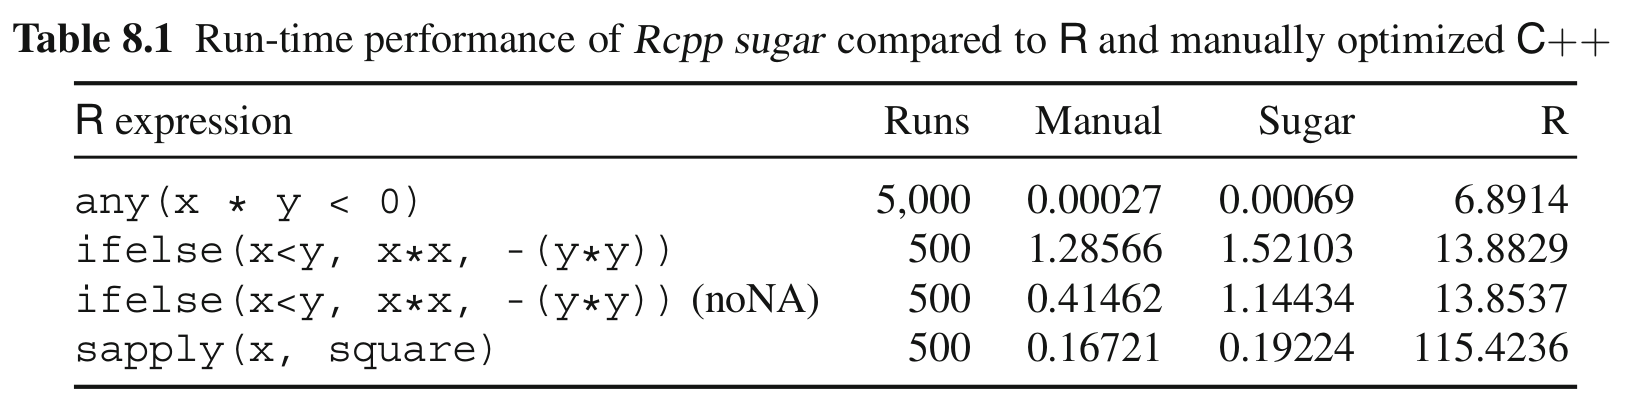 Table 8.1 Run-time performance of Rcpp sugar compared to R and manually optimized C++
R expression Runs Manual Sugar R
any(x * y < 0) 5,000 0.00027 0.00069 6.8914
ifelse(x<y, x*x, -(y*y)) 500 1.28566 1.52103 13.8829
ifelse(x<y, x*x, -(y*y)) (noNA) 500 0.41462 1.14434 13.8537
sapply(x, square) 500 0.16721 0.19224 115.4236